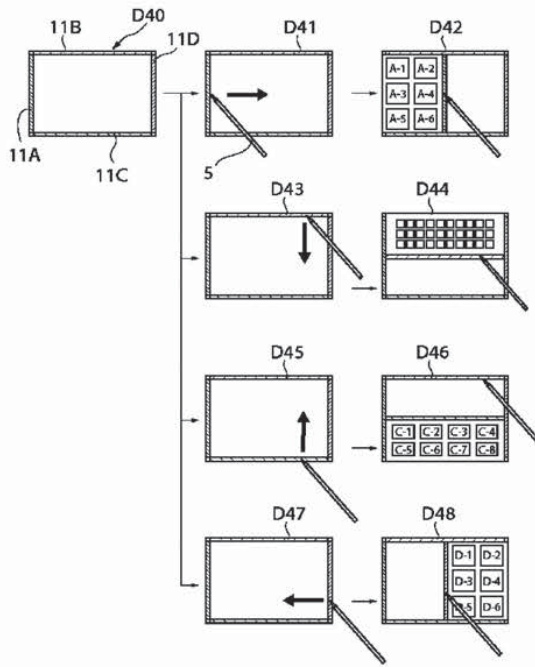 D40
11B
11D
11A
11C
D41
5
D42
A-1 A-2
A-3 A-4
A-5 A-6
D43
D44
D45
D46
C-1 C-2 C-3 C-4
C-5 C-6 C-7 C-8
D47
D48
D-1 D-2
D-3 D-4
D-5 D-6